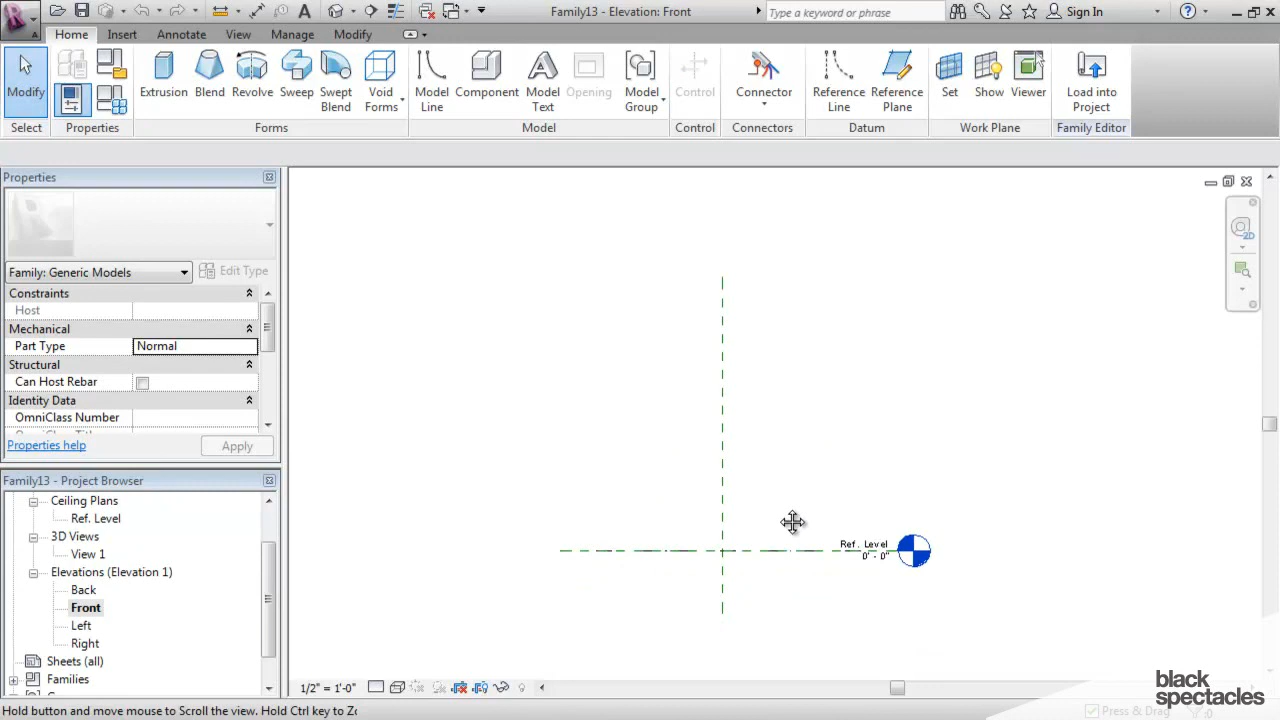 Family13 - Elevation: Front
Type a keyword or phrase
Sign In
Home Insert Annotate View Manage Modify
Modify
Extrusion Blend Revolve Sweep Swept Blend Void Forms
Model Line Component Model Text Opening Model Group
Control Connector Reference Line Reference Plane
Set Show Viewer Load into Project
Select Properties Forms Model Control Connectors Datum Work Plane Family Editor
Properties
Family: Generic Models Edit Type
Constraints
Host
Mechanical
Part Type Normal
Structural
Can Host Rebar
Identity Data
OmniClass Number
Properties help Apply
Family13 - Project Browser
Ceiling Plans
Ref. Level
3D Views
View 1
Elevations (Elevation 1)
Back
Front
Left
Right
Sheets (all)
Families
Ref. Level
0' - 0"
2D
1/2" = 1'-0"
Hold button and move mouse to Scroll the view. Hold Ctrl key to Zo
Press & Drag
:0
black
spectacles